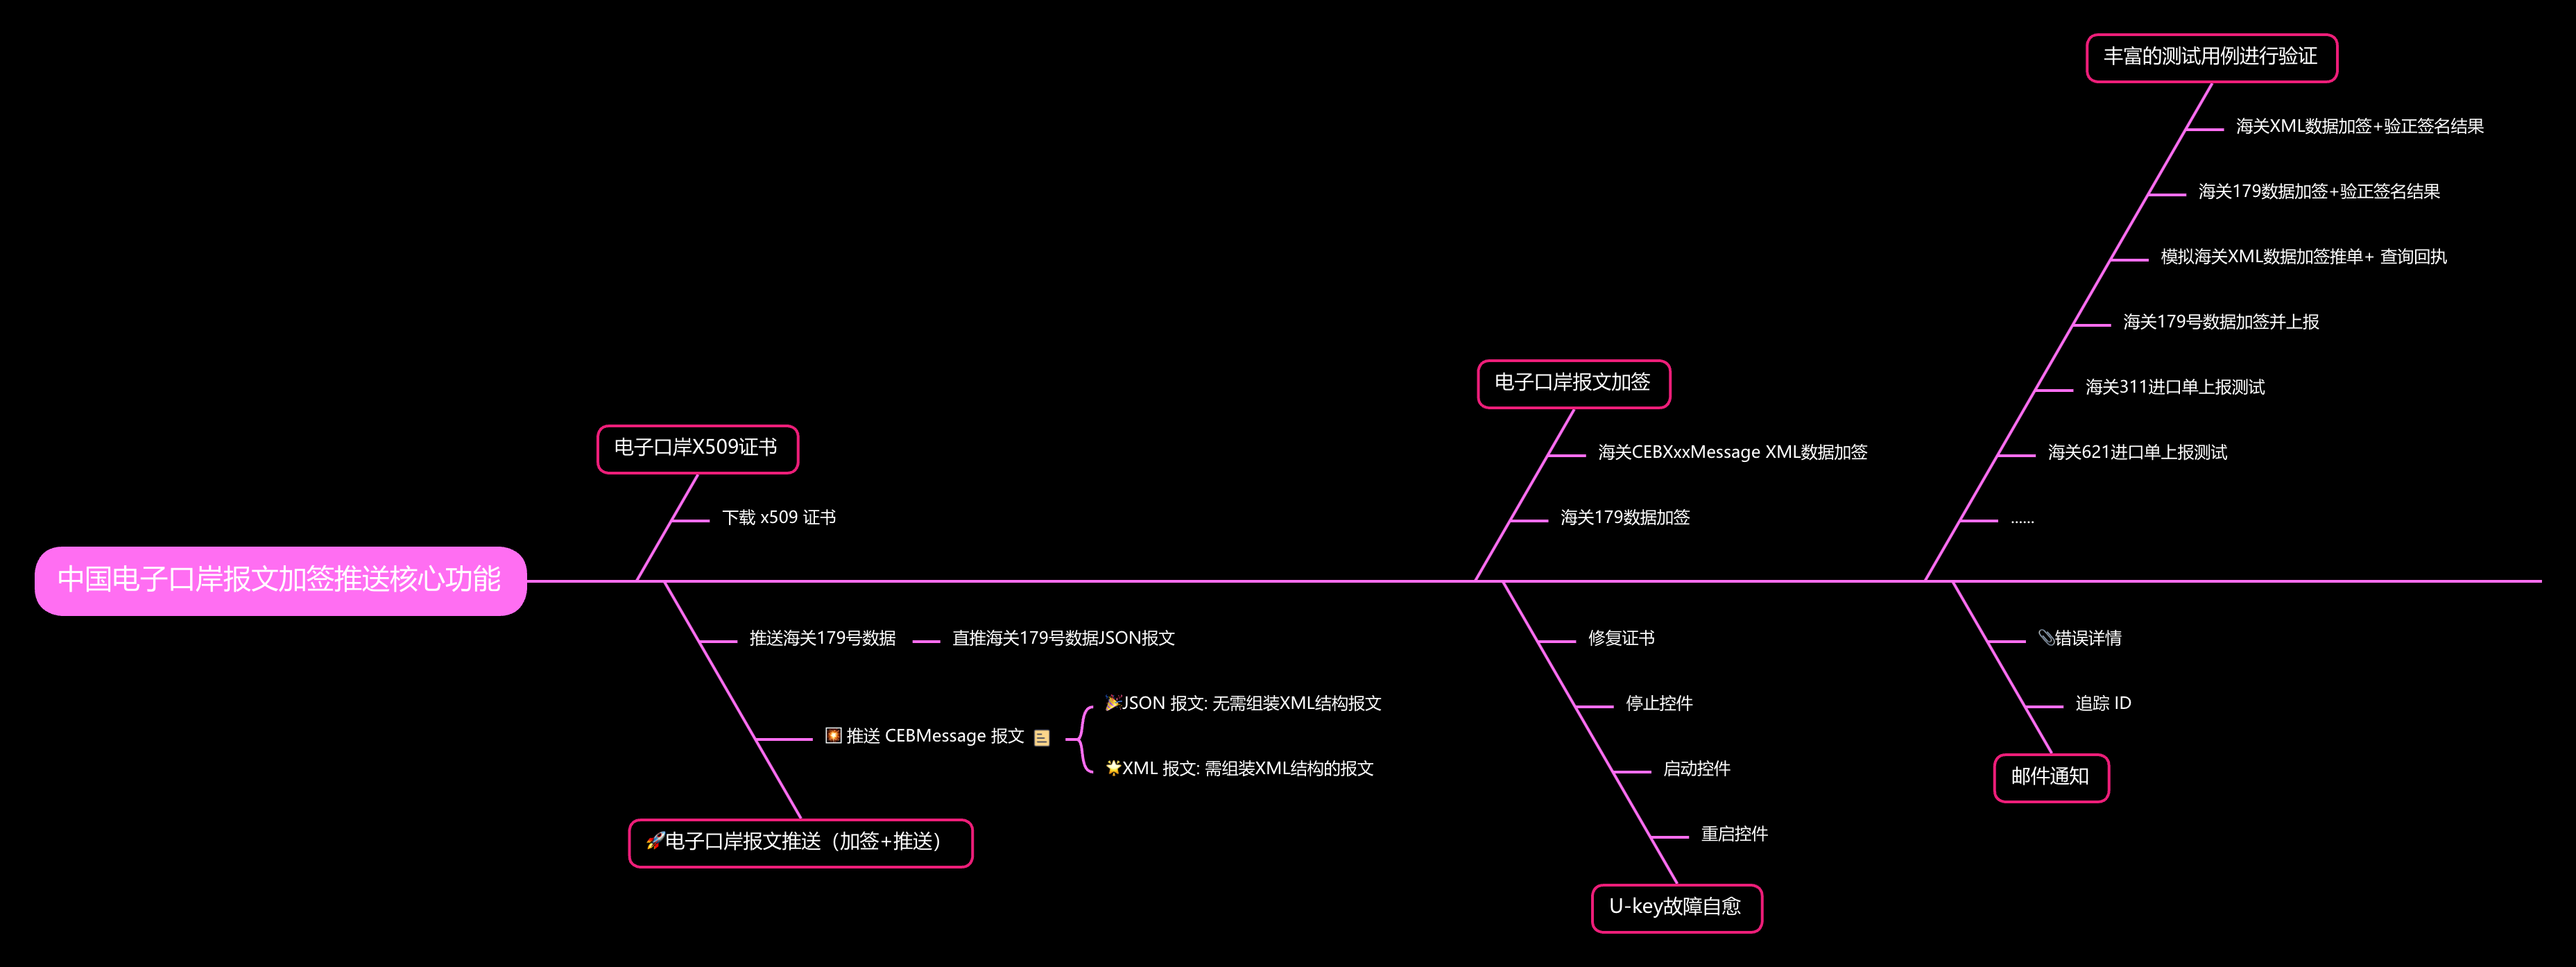 中国电子口岸报文加签推送核心功能
电子口岸X509证书
下载 x509 证书
🚀电子口岸报文推送（加签+推送）
推送海关179号数据
直推海关179号数据JSON报文
🎇 推送 CEBMessage 报文
🎉JSON 报文: 无需组装XML结构报文
🌟XML 报文: 需组装XML结构的报文
电子口岸报文加签
海关CEBXxxMessage XML数据加签
海关179数据加签
U-key故障自愈
修复证书
停止控件
启动控件
重启控件
丰富的测试用例进行验证
海关XML数据加签+验正签名结果
海关179数据加签+验正签名结果
模拟海关XML数据加签推单+ 查询回执
海关179号数据加签并上报
海关311进口单上报测试
海关621进口单上报测试
......
邮件通知
📎错误详情
追踪 ID